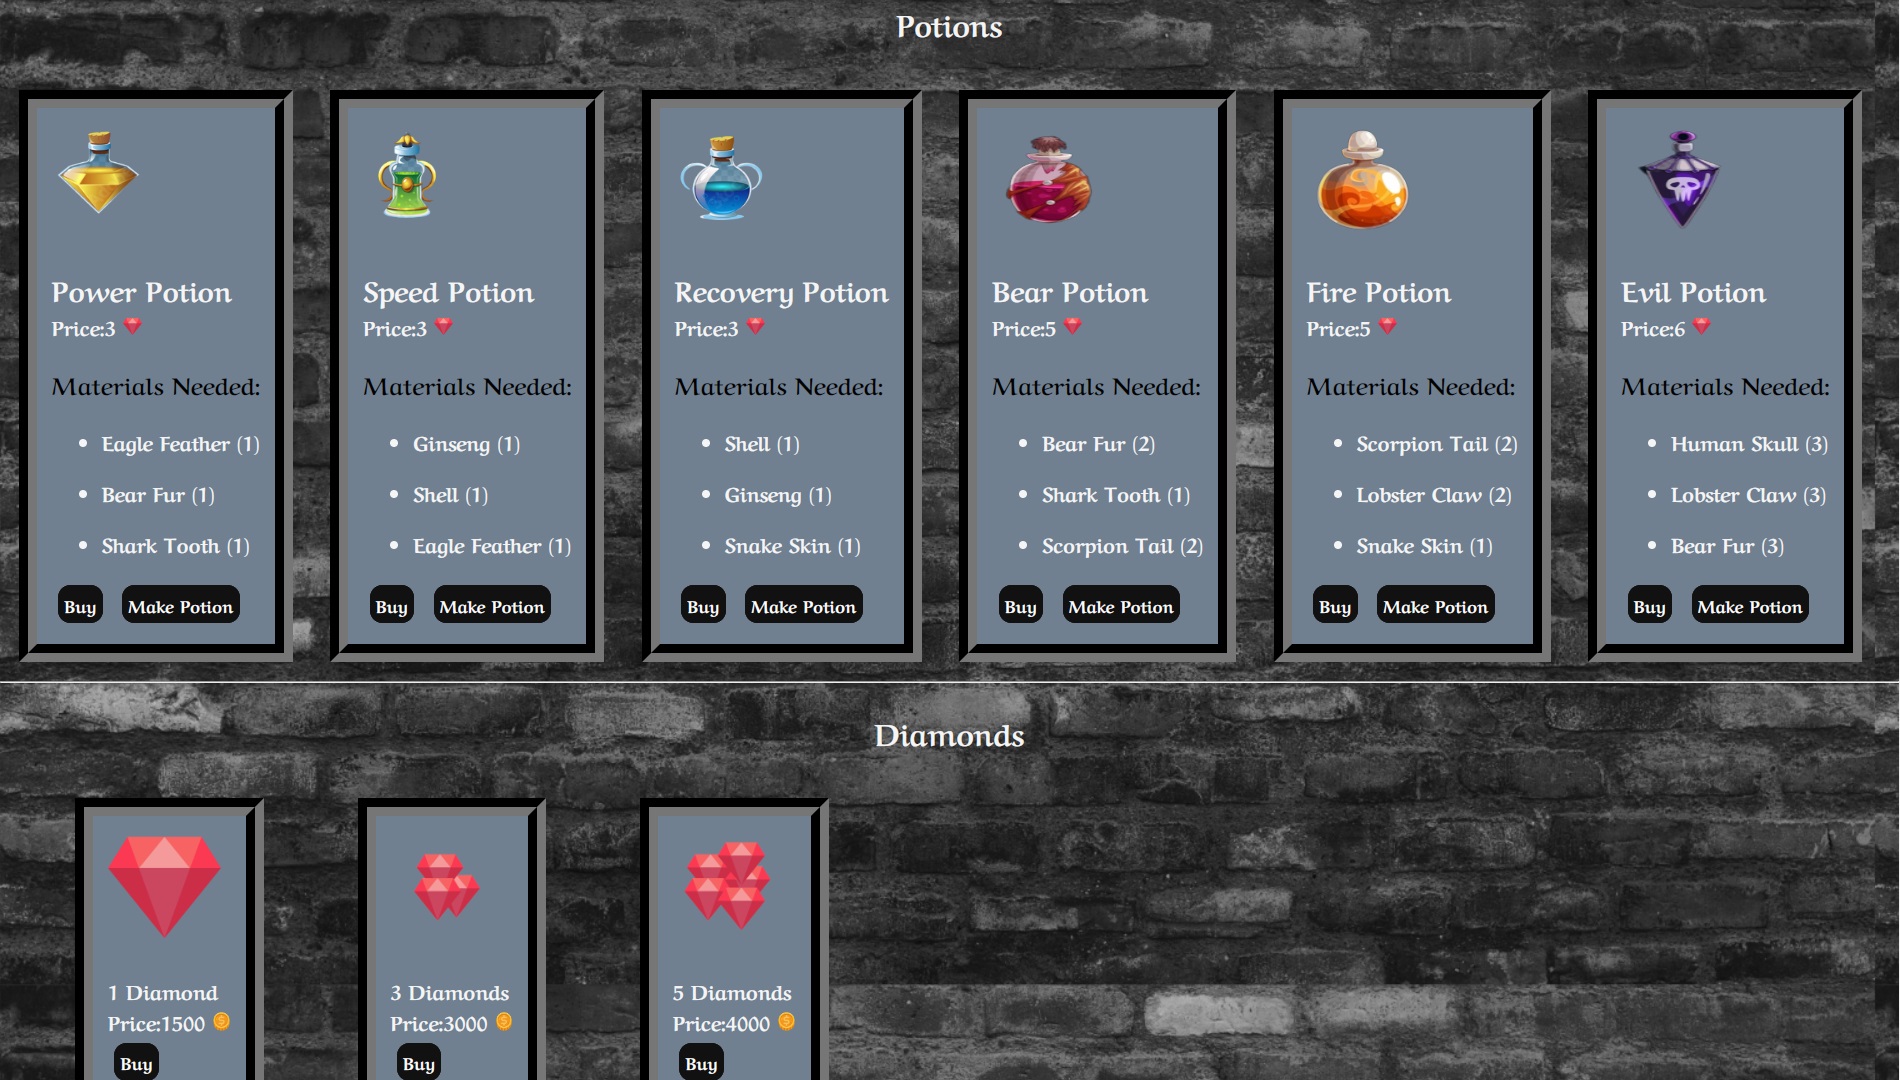 Potions
Power Potion
Price:3
Materials Needed:
Eagle Feather (1)
Bear Fur (1)
Shark Tooth (1)
Buy
Make Potion
Speed Potion
Price:3
Materials Needed:
Ginseng (1)
Shell (1)
Eagle Feather (1)
Buy
Make Potion
Recovery Potion
Price:3
Materials Needed:
Shell (1)
Ginseng (1)
Snake Skin (1)
Buy
Make Potion
Bear Potion
Price:5
Materials Needed:
Bear Fur (2)
Shark Tooth (1)
Scorpion Tail (2)
Buy
Make Potion
Fire Potion
Price:5
Materials Needed:
Scorpion Tail (2)
Lobster Claw (2)
Snake Skin (1)
Buy
Make Potion
Evil Potion
Price:6
Materials Needed:
Human Skull (3)
Lobster Claw (3)
Bear Fur (3)
Buy
Make Potion
Diamonds
1 Diamond
Price:1500
Buy
3 Diamonds
Price:3000
Buy
5 Diamonds
Price:4000
Buy